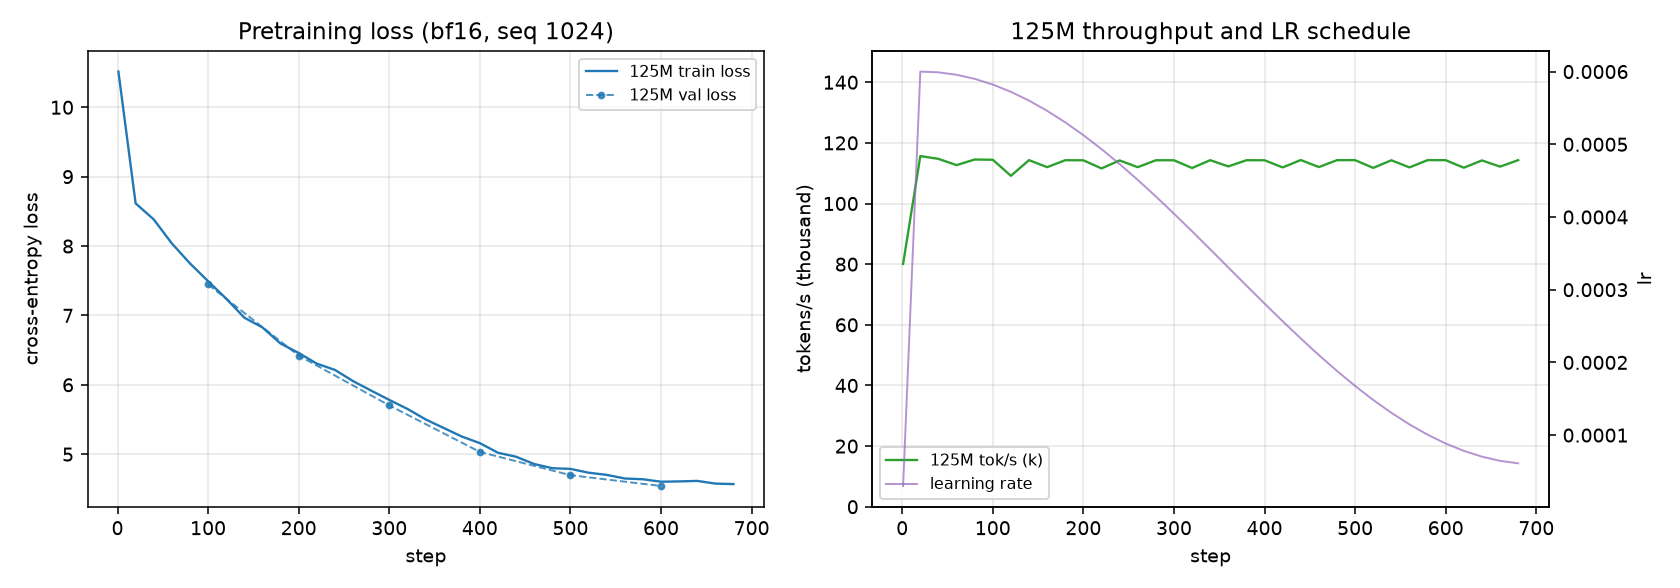 Pretraining loss (bf16, seq 1024)
125M train loss
125M val loss
10
9
8
7
6
5
cross-entropy loss
0 100 200 300 400 500 600 700
step
125M throughput and LR schedule
140
120
100
80
60
40
20
0
tokens/s (thousand)
125M tok/s (k)
learning rate
0 100 200 300 400 500 600 700
step
0.0006
0.0005
0.0004
0.0003
0.0002
0.0001
lr